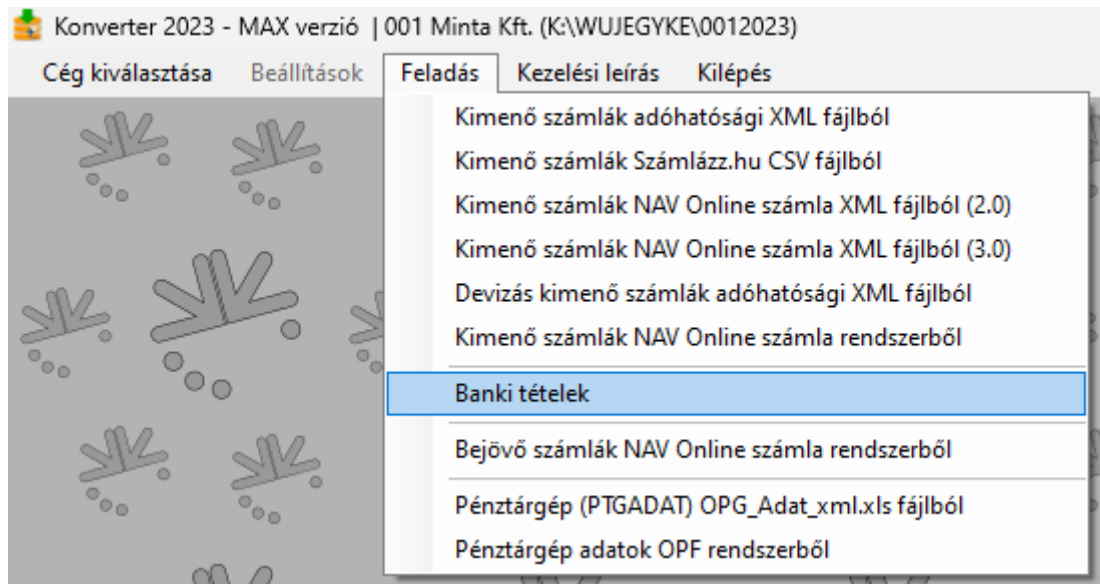 Konverter 2023 - MAX verzió | 001 Minta Kft. (K:\WUJEGYKE\0012023)
Cég kiválasztása Beállítások Feladás Kezelési leírás Kilépés
Kimenő számlák adóhatósági XML fájlból
Kimenő számlák Számlázz.hu CSV fájlból
Kimenő számlák NAV Online számla XML fájlból (2.0)
Kimenő számlák NAV Online számla XML fájlból (3.0)
Devizás kimenő számlák adóhatósági XML fájlból
Kimenő számlák NAV Online számla rendszerből
Banki tételek
Bejövő számlák NAV Online számla rendszerből
Pénztárgép (PTGADAT) OPG_Adat_xml.xls fájlból
Pénztárgép adatok OPF rendszerből